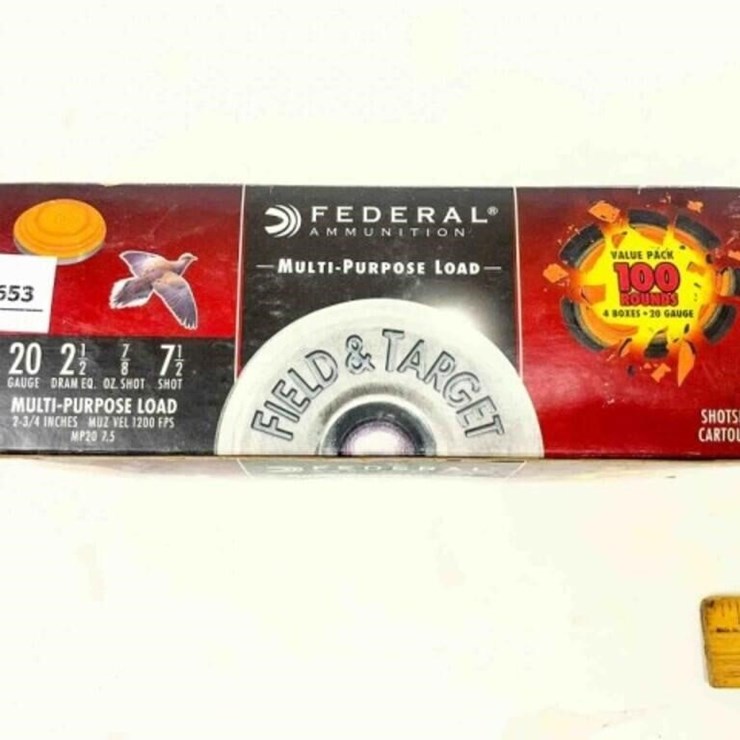 553
20 2 1/2 7/8 7 1/2
GAUGE DRAM EQ. OZ. SHOT SHOT
MULTI-PURPOSE LOAD
2-3/4 INCHES MUZ VEL 1200 FPS
MP20 7.5
FEDERAL®
AMMUNITION
MULTI-PURPOSE LOAD
FIELD & TARGET
VALUE PACK
100
ROUNDS
4 BOXES • 20 GAUGE
SHOTS
CARTOU
FEDERAL